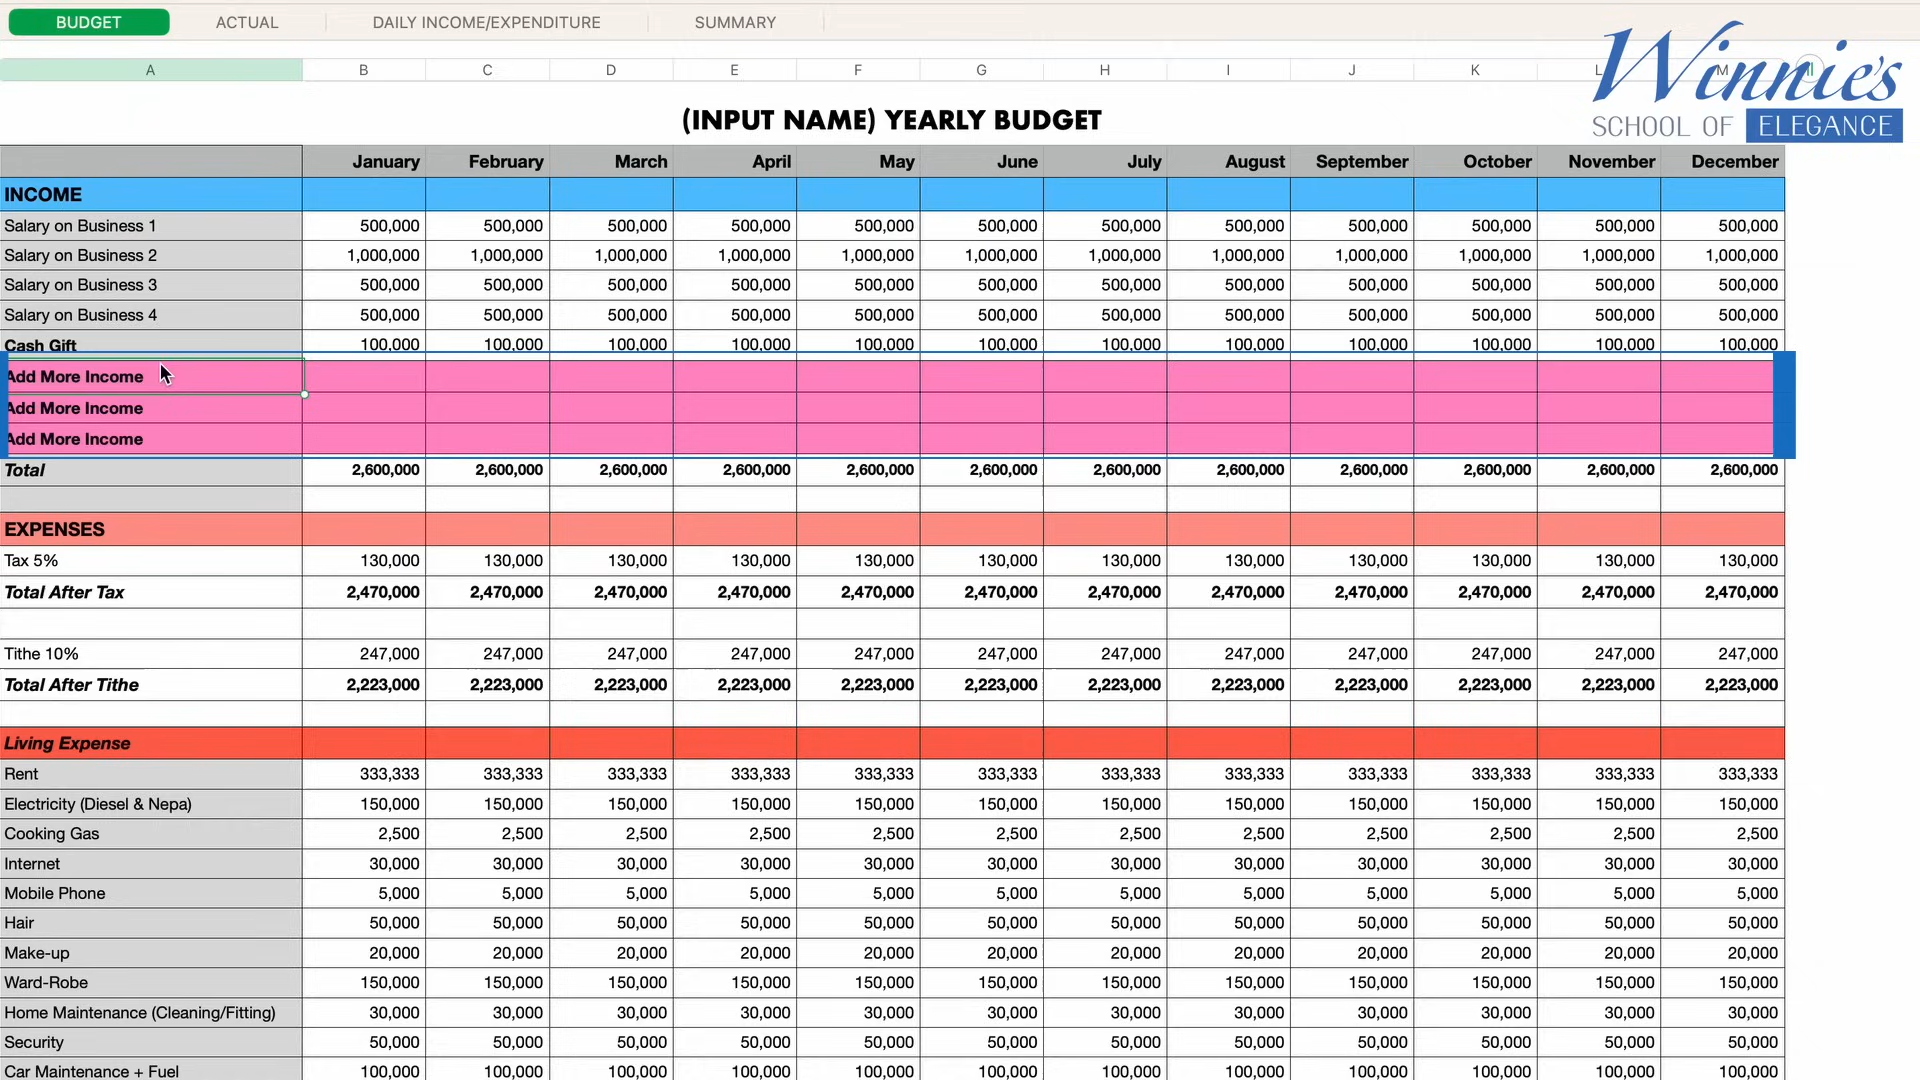 BUDGET ACTUAL DAILY INCOME/EXPENDITURE SUMMARY
A B C D E F G H I J K L M
Winnie's
SCHOOL OF ELEGANCE
(INPUT NAME) YEARLY BUDGET
January February March April May June July August September October November December
INCOME
Salary on Business 1 500,000 500,000 500,000 500,000 500,000 500,000 500,000 500,000 500,000 500,000 500,000 500,000
Salary on Business 2 1,000,000 1,000,000 1,000,000 1,000,000 1,000,000 1,000,000 1,000,000 1,000,000 1,000,000 1,000,000 1,000,000 1,000,000
Salary on Business 3 500,000 500,000 500,000 500,000 500,000 500,000 500,000 500,000 500,000 500,000 500,000 500,000
Salary on Business 4 500,000 500,000 500,000 500,000 500,000 500,000 500,000 500,000 500,000 500,000 500,000 500,000
Cash Gift 100,000 100,000 100,000 100,000 100,000 100,000 100,000 100,000 100,000 100,000 100,000 100,000
Add More Income
Add More Income
Add More Income
Total 2,600,000 2,600,000 2,600,000 2,600,000 2,600,000 2,600,000 2,600,000 2,600,000 2,600,000 2,600,000 2,600,000 2,600,000
EXPENSES
Tax 5% 130,000 130,000 130,000 130,000 130,000 130,000 130,000 130,000 130,000 130,000 130,000 130,000
Total After Tax 2,470,000 2,470,000 2,470,000 2,470,000 2,470,000 2,470,000 2,470,000 2,470,000 2,470,000 2,470,000 2,470,000 2,470,000
Tithe 10% 247,000 247,000 247,000 247,000 247,000 247,000 247,000 247,000 247,000 247,000 247,000 247,000
Total After Tithe 2,223,000 2,223,000 2,223,000 2,223,000 2,223,000 2,223,000 2,223,000 2,223,000 2,223,000 2,223,000 2,223,000 2,223,000
Living Expense
Rent 333,333 333,333 333,333 333,333 333,333 333,333 333,333 333,333 333,333 333,333 333,333 333,333
Electricity (Diesel & Nepa) 150,000 150,000 150,000 150,000 150,000 150,000 150,000 150,000 150,000 150,000 150,000 150,000
Cooking Gas 2,500 2,500 2,500 2,500 2,500 2,500 2,500 2,500 2,500 2,500 2,500 2,500
Internet 30,000 30,000 30,000 30,000 30,000 30,000 30,000 30,000 30,000 30,000 30,000 30,000
Mobile Phone 5,000 5,000 5,000 5,000 5,000 5,000 5,000 5,000 5,000 5,000 5,000 5,000
Hair 50,000 50,000 50,000 50,000 50,000 50,000 50,000 50,000 50,000 50,000 50,000 50,000
Make-up 20,000 20,000 20,000 20,000 20,000 20,000 20,000 20,000 20,000 20,000 20,000 20,000
Ward-Robe 150,000 150,000 150,000 150,000 150,000 150,000 150,000 150,000 150,000 150,000 150,000 150,000
Home Maintenance (Cleaning/Fitting) 30,000 30,000 30,000 30,000 30,000 30,000 30,000 30,000 30,000 30,000 30,000 30,000
Security 50,000 50,000 50,000 50,000 50,000 50,000 50,000 50,000 50,000 50,000 50,000 50,000
Car Maintenance + Fuel 100,000 100,000 100,000 100,000 100,000 100,000 100,000 100,000 100,000 100,000 100,000 100,000